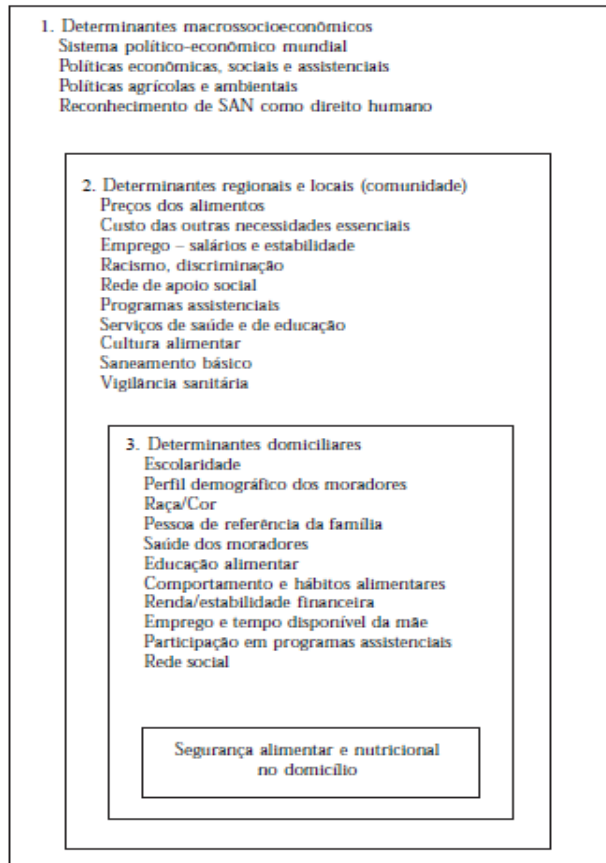 1. Determinantes macrossocioeconômicos
Sistema político-econômico mundial
Políticas econômicas, sociais e assistenciais
Políticas agrícolas e ambientais
Reconhecimento de SAN como direito humano
2. Determinantes regionais e locais (comunidade)
Preços dos alimentos
Custo das outras necessidades essenciais
Emprego – salários e estabilidade
Racismo, discriminação
Rede de apoio social
Programas assistenciais
Serviços de saúde e de educação
Cultura alimentar
Saneamento básico
Vigilância sanitária
3. Determinantes domiciliares
Escolaridade
Perfil demográfico dos moradores
Raça/Cor
Pessoa de referência da família
Saúde dos moradores
Educação alimentar
Comportamento e hábitos alimentares
Renda/estabilidade financeira
Emprego e tempo disponível da mãe
Participação em programas assistenciais
Rede social
Segurança alimentar e nutricional
no domicílio